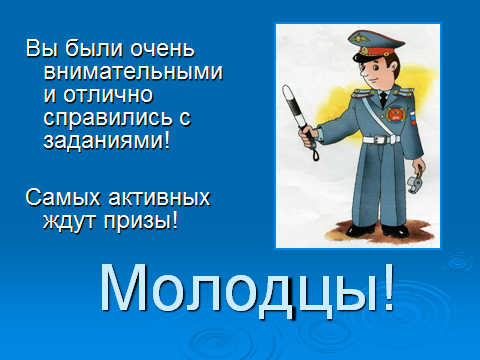 Вы были очень
внимательными
и отлично
справились с
заданиями!
Самых активных
ждут призы!
Молодцы!